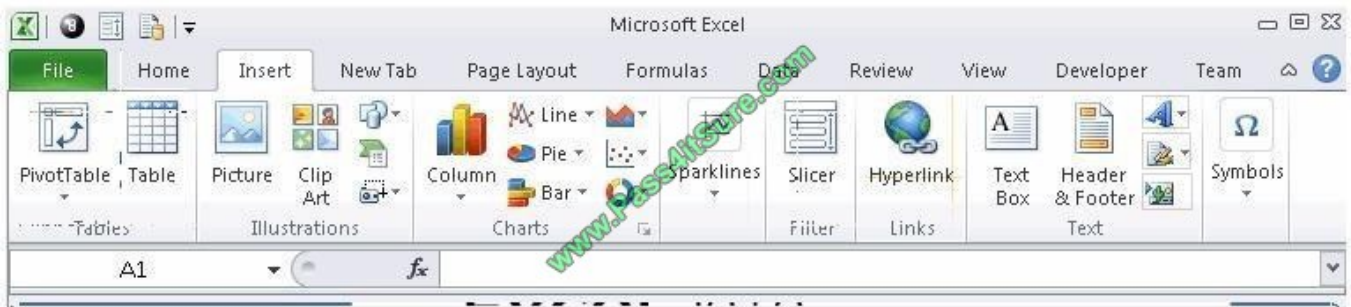 Microsoft Excel
File Home Insert New Tab Page Layout Formulas Data Review View Developer Team
PivotTable Table Picture Clip Art Column Line Pie Bar Sparklines Slicer Hyperlink Text Box Header & Footer Symbols
Tables Illustrations Charts Filter Links Text
A1 fx
www.Pass4itSure.com